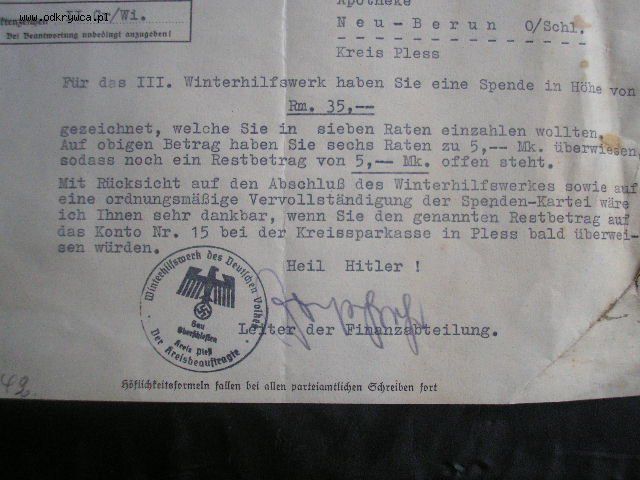 www.odkrywca.pl
Bei Beantwortung unbedingt anzugeben!
Apotheke
Neu-Berun O/Schl.
Kreis Pless
Für das III. Winterhilfswerk haben Sie eine Spende in Höhe von
Rm. 35,--
gezeichnet, welche Sie in sieben Raten einzahlen wollten.
Auf obigen Betrag haben Sie sechs Raten zu 5,-- Mk. überwiesen,
sodass noch ein Restbetrag von 5,-- Mk. offen steht.
Mit Rücksicht auf den Abschluß des Winterhilfswerkes sowie auf
eine ordnungsmäßige Vervollständigung der Spenden-Kartei wäre
ich Ihnen sehr dankbar, wenn Sie den genannten Restbetrag auf
das Konto Nr. 15 bei der Kreissparkasse in Pless bald überwei-
sen würden.
Heil Hitler !
Winterhilfswerk des Deutschen Volkes
Gau
Oberschlesien
Kreis Pleß
Der Kreisbeauftragte
Leiter der Finanzabteilung.
Höflichkeitsformeln fallen bei allen parteiamtlichen Schreiben fort